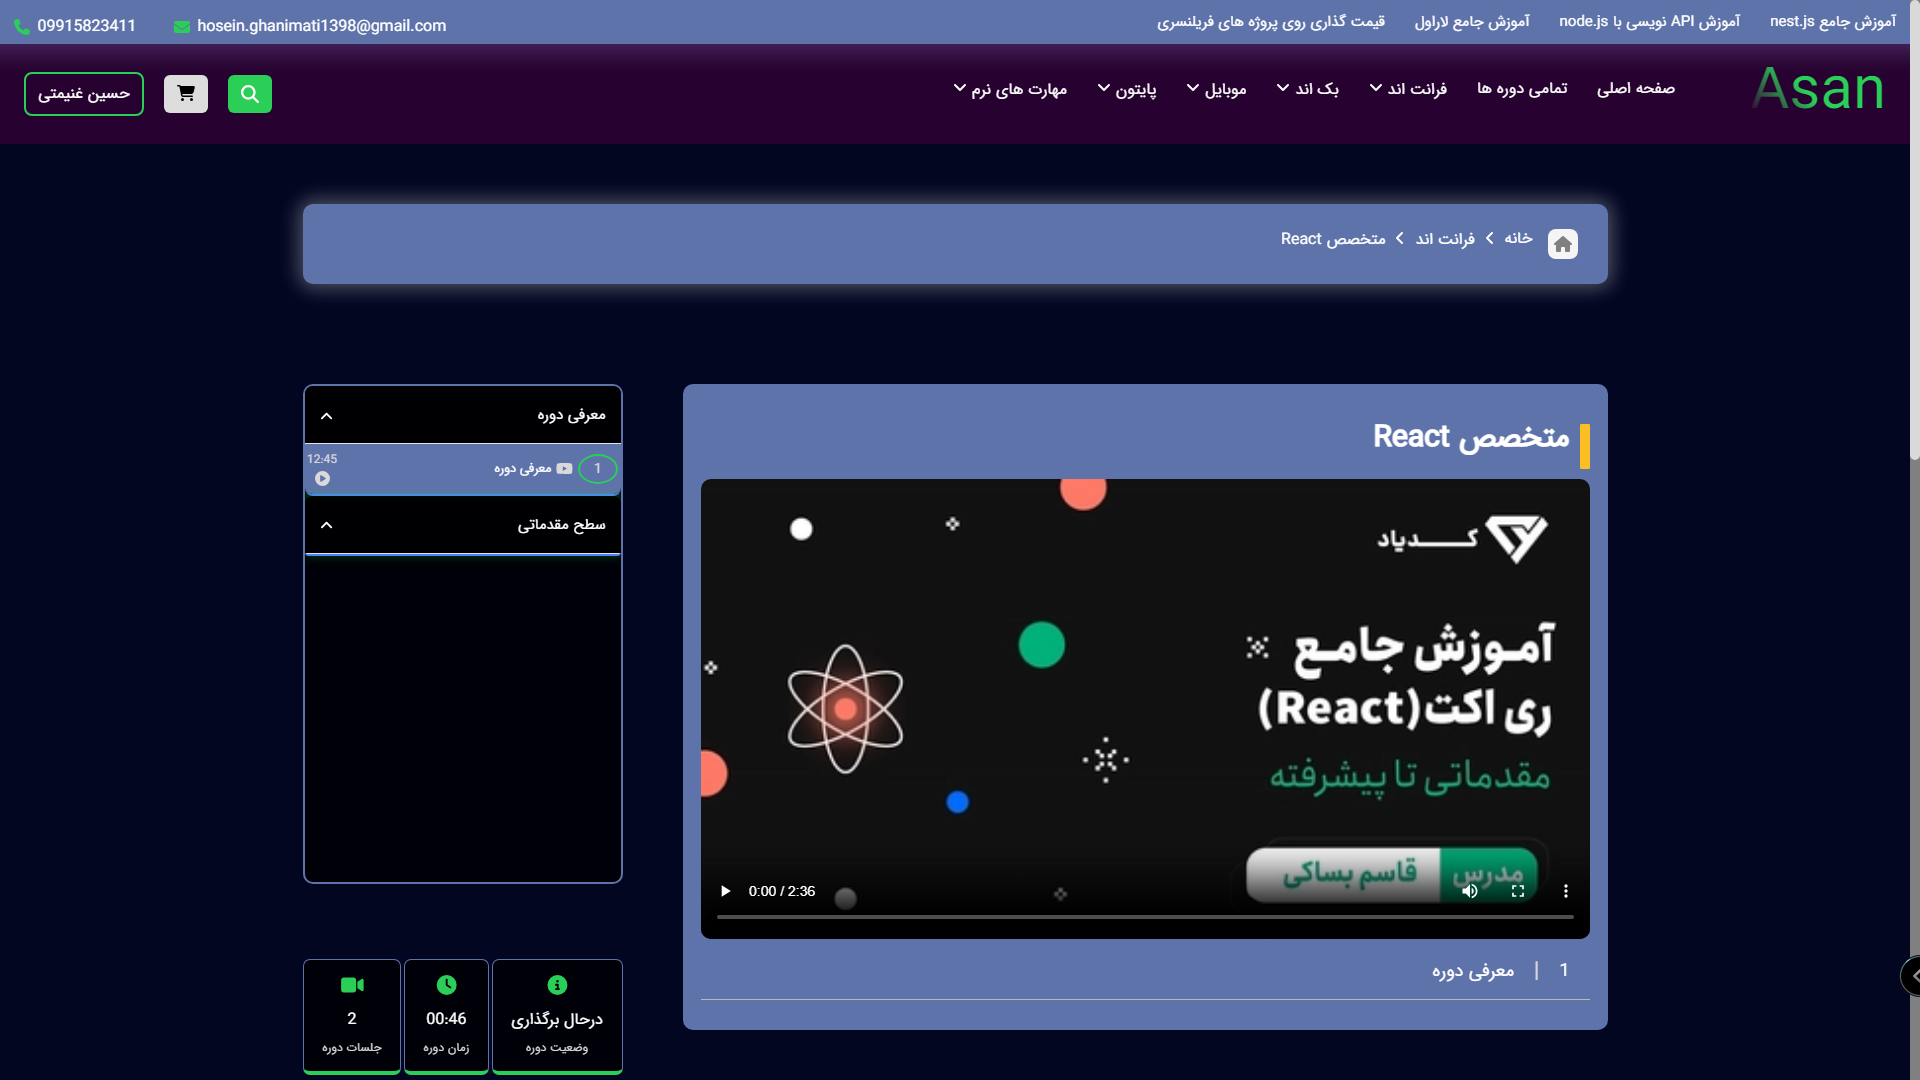 آموزش جامع nest.js
آموزش API نویسی با node.js
آموزش جامع لاراول
قیمت گذاری روی پروژه های فریلنسری
hosein.ghanimati1398@gmail.com
09915823411
Asan
صفحه اصلی
تمامی دوره ها
فرانت اند
بک اند
موبایل
پایتون
مهارت های نرم
حسین غنیمتی
خانه
فرانت اند
متخصص React
متخصص React
کـدیاد
آمـوزش جامـع
ری اکت(React)
مقدماتی تا پیشرفته
مدرس قاسم بساکی
0:00 / 2:36
1 | معرفی دوره
معرفی دوره
1 معرفی دوره
12:45
سطح مقدماتی
درحال برگذاری
وضعیت دوره
00:46
زمان دوره
2
جلسات دوره